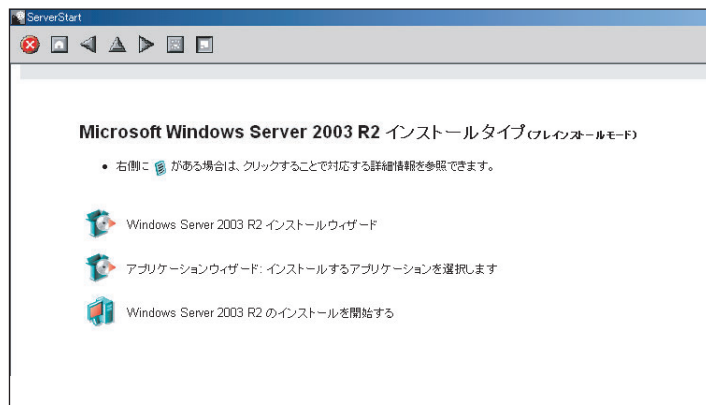 ServerStart
Microsoft Windows Server 2003 R2 インストールタイプ(プレインストールモード)
• 右側に がある場合は、クリックすることで対応する詳細情報を参照できます。
Windows Server 2003 R2 インストールウィザード
アプリケーションウィザード: インストールするアプリケーションを選択します
Windows Server 2003 R2 のインストールを開始する